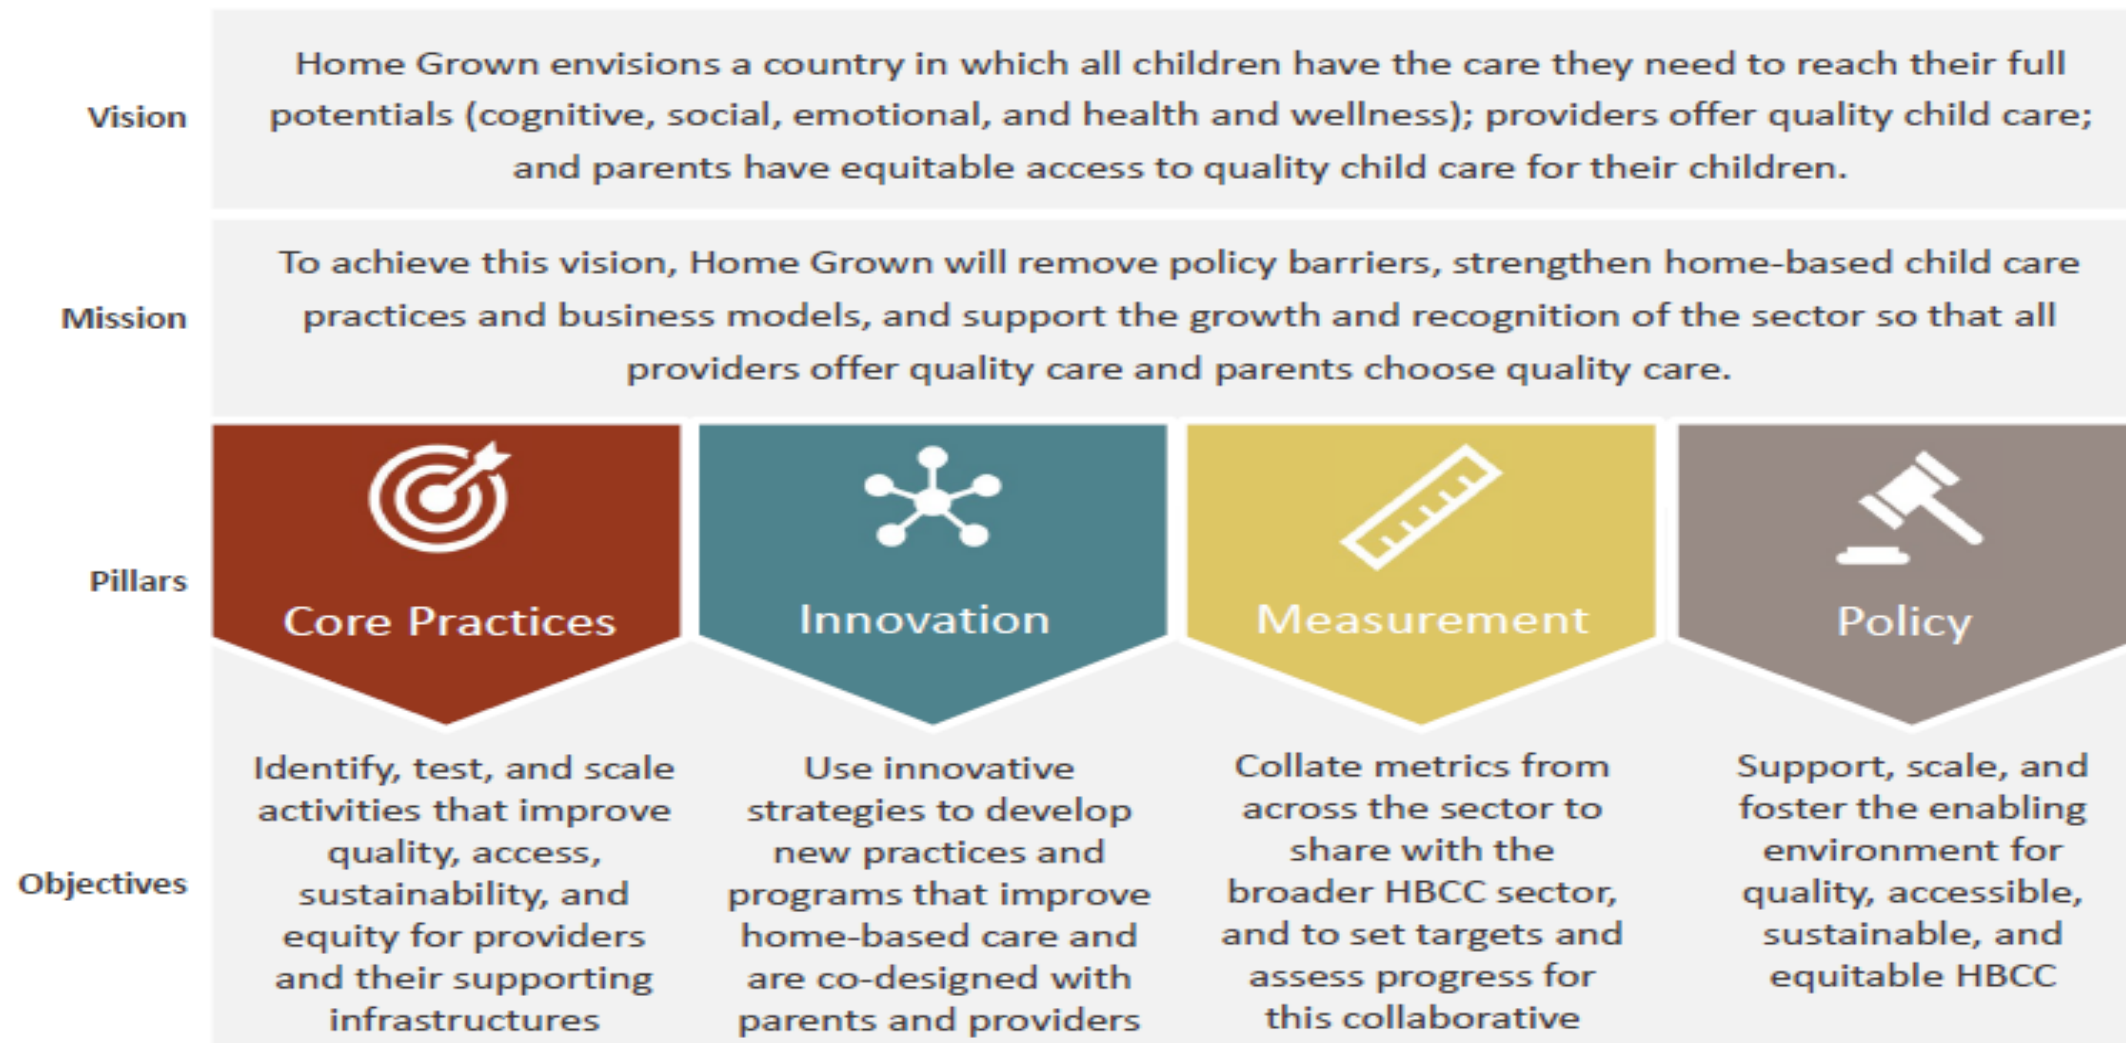 Vision
Home Grown envisions a country in which all children have the care they need to reach their full
potentials (cognitive, social, emotional, and health and wellness); providers offer quality child care;
and parents have equitable access to quality child care for their children.
Mission
To achieve this vision, Home Grown will remove policy barriers, strengthen home-based child care
practices and business models, and support the growth and recognition of the sector so that all
providers offer quality care and parents choose quality care.
Pillars
Core Practices
Innovation
Measurement
Policy
Objectives
Identify, test, and scale
activities that improve
quality, access,
sustainability, and
equity for providers
and their supporting
infrastructures
Use innovative
strategies to develop
new practices and
programs that improve
home-based care and
are co-designed with
parents and providers
Collate metrics from
across the sector to
share with the
broader HBCC sector,
and to set targets and
assess progress for
this collaborative
Support, scale, and
foster the enabling
environment for
quality, accessible,
sustainable, and
equitable HBCC